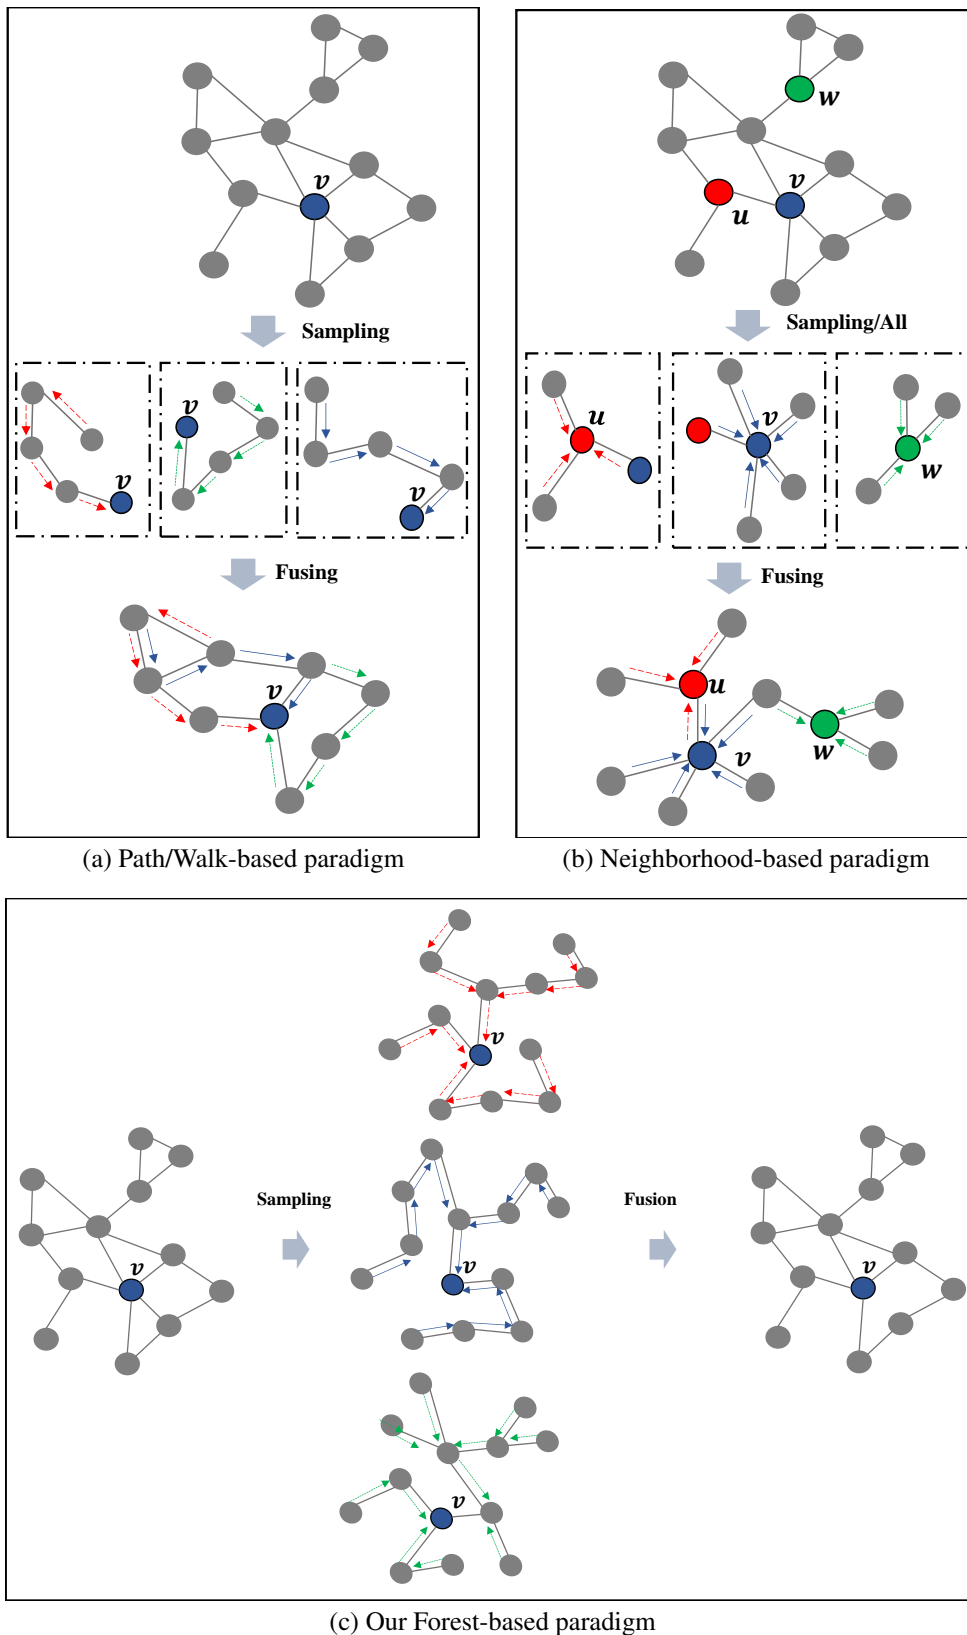 v
Sampling
v
v
v
Fusing
v
(a) Path/Walk-based paradigm
w
v
u
Sampling/All
u
v
w
Fusing
u
v
w
(b) Neighborhood-based paradigm
v
Sampling
v
v
v
Fusion
v
(c) Our Forest-based paradigm